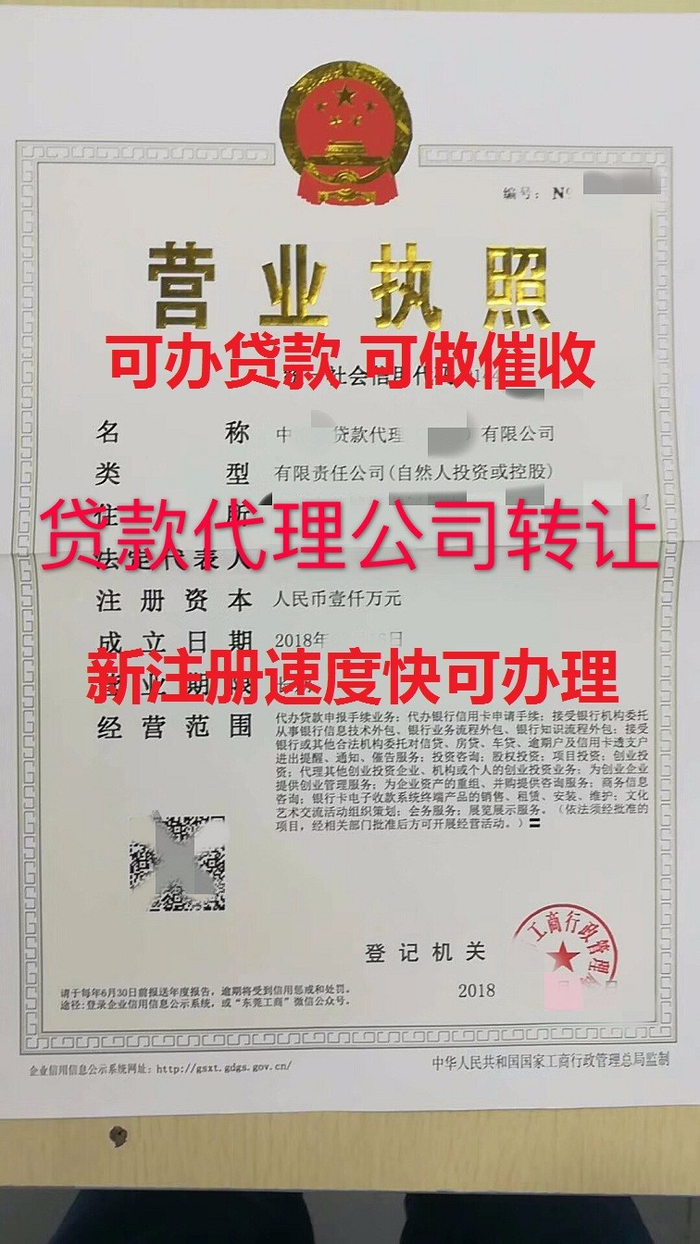 编号: N
营业执照
可办贷款 可做催收
社会信用代码
名称 中 贷款代理 有限公司
类型 有限责任公司(自然人投资或控股)
住所
贷款代理公司转让
法定代表人
注册资本 人民币壹仟万元
成立日期 2018年 日
新注册速度快可办理
营业期限 长期
经营范围 代办贷款申报手续业务；代办银行信用卡申请手续；接受银行机构委托
从事银行信息技术外包、银行业务流程外包、银行知识流程外包；接受
银行或其他合法机构委托对信贷、房贷、车贷、逾期户及信用卡透支户
进出提醒、通知、催告服务；投资咨询；股权投资；项目投资；创业投
资；代理其他创业投资企业、机构或个人的创业投资业务；为创业企业
提供创业管理服务；为企业资产的重组、并购提供咨询服务；商务信息
咨询；银行卡电子收款系统终端产品的销售、租赁、安装、维护；文化
艺术交流活动组织策划；会务服务；展览展示服务。（依法须经批准的
项目，经相关部门批准后方可开展经营活动。）
工商行政管理
登记机关
2018
请于每年6月30日前报送年度报告，逾期将受到信用惩戒和处罚。
途径:登录企业信用信息公示系统，或“东莞工商”微信公众号。
企业信用信息公示系统网址: http://gsxt.gdgs.gov.cn/
中华人民共和国国家工商行政管理总局监制